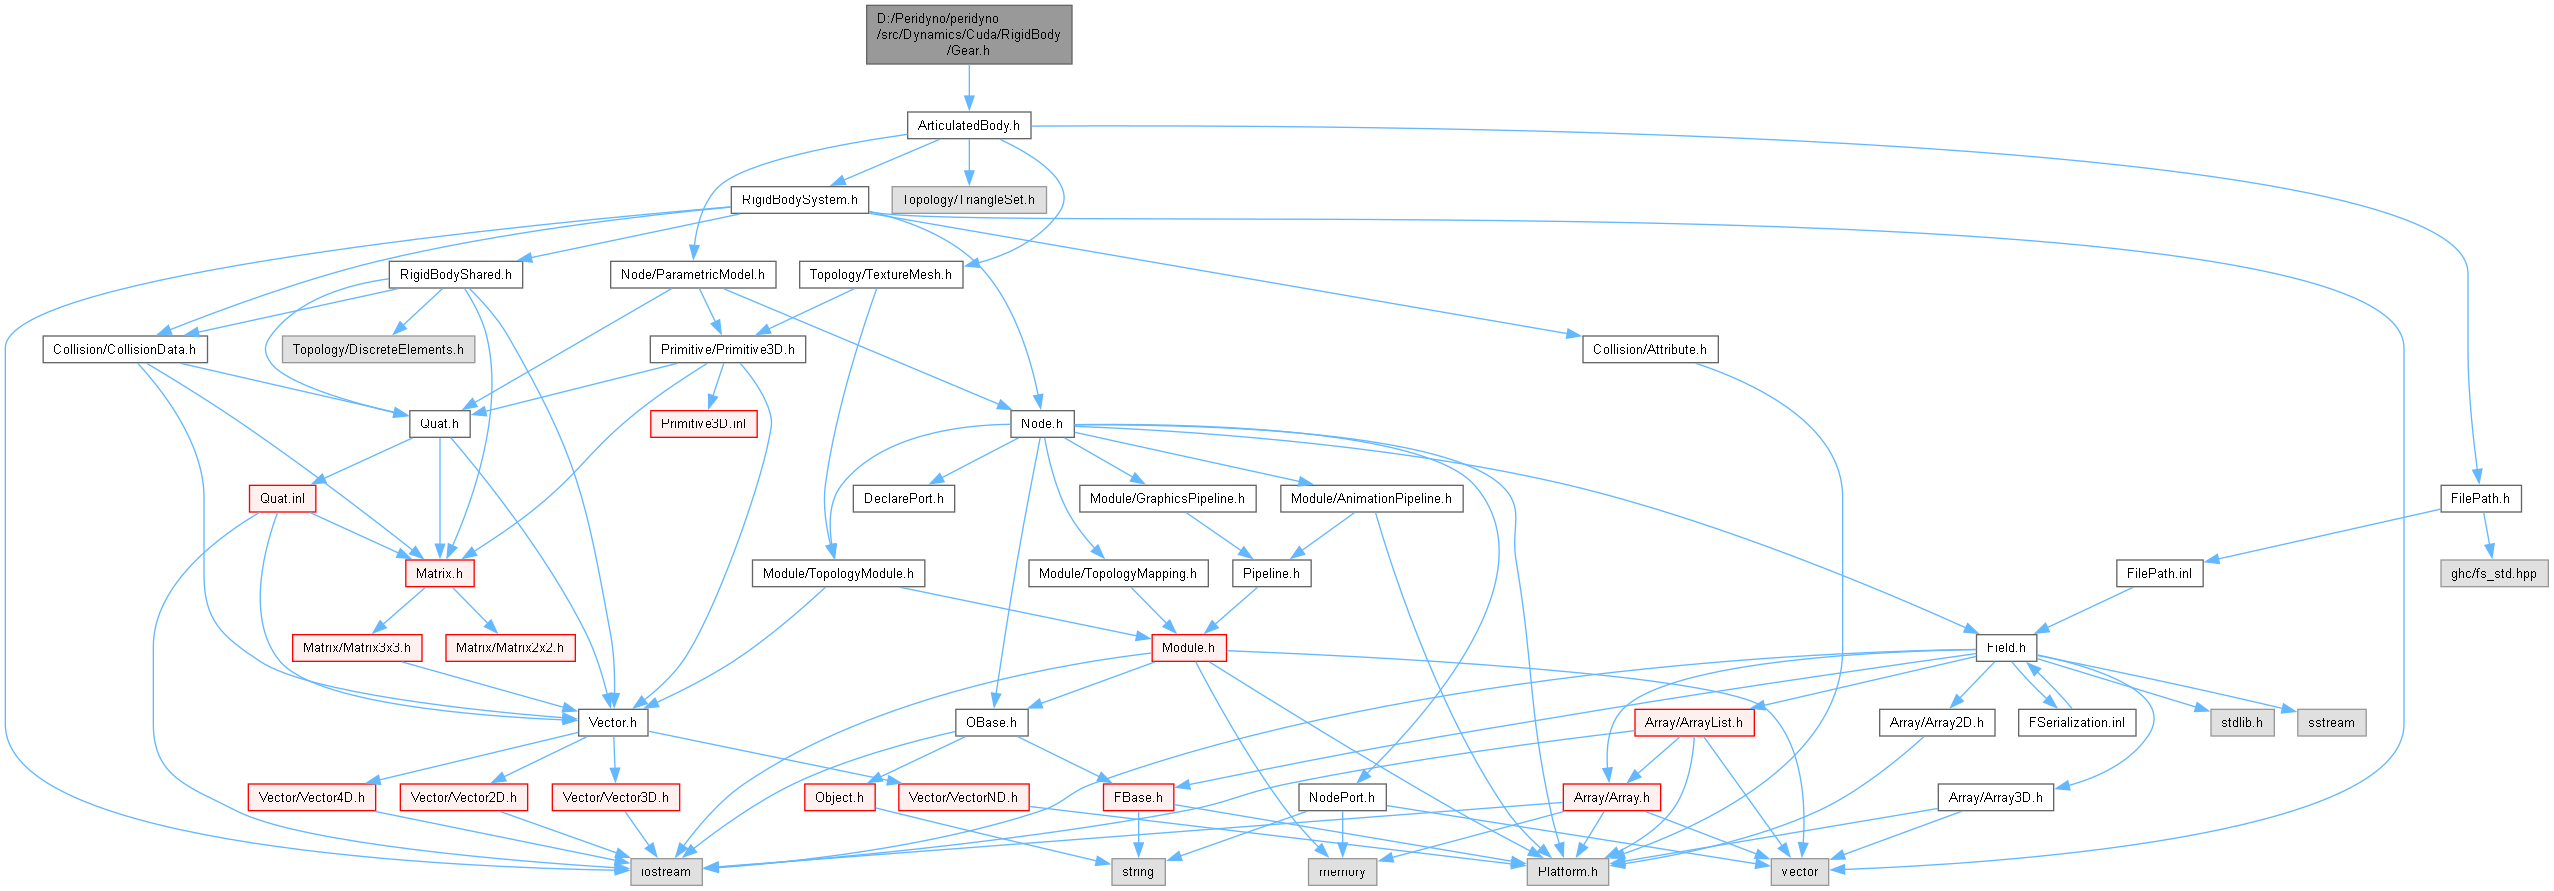 D:/Peridyno/peridyno
/src/Dynamics/Cuda/RigidBody
/Gear.h
ArticulatedBody.h
RigidBodySystem.h
Topology/TriangleSet.h
RigidBodyShared.h
Node/ParametricModel.h
Topology/TextureMesh.h
Collision/CollisionData.h
Topology/DiscreteElements.h
Primitive/Primitive3D.h
Collision/Attribute.h
Quat.h
Primitive3D.inl
Node.h
Quat.inl
DeclarePort.h
Module/GraphicsPipeline.h
Module/AnimationPipeline.h
FilePath.h
Matrix.h
Module/TopologyModule.h
Module/TopologyMapping.h
Pipeline.h
FilePath.inl
ghc/fs_std.hpp
Matrix/Matrix3x3.h
Matrix/Matrix2x2.h
Module.h
Field.h
Vector.h
OBase.h
Array/ArrayList.h
Array/Array2D.h
FSerialization.inl
stdlib.h
sstream
Vector/Vector4D.h
Vector/Vector2D.h
Vector/Vector3D.h
Object.h
Vector/VectorND.h
FBase.h
NodePort.h
Array/Array.h
Array/Array3D.h
iostream
string
memory
Platform.h
vector